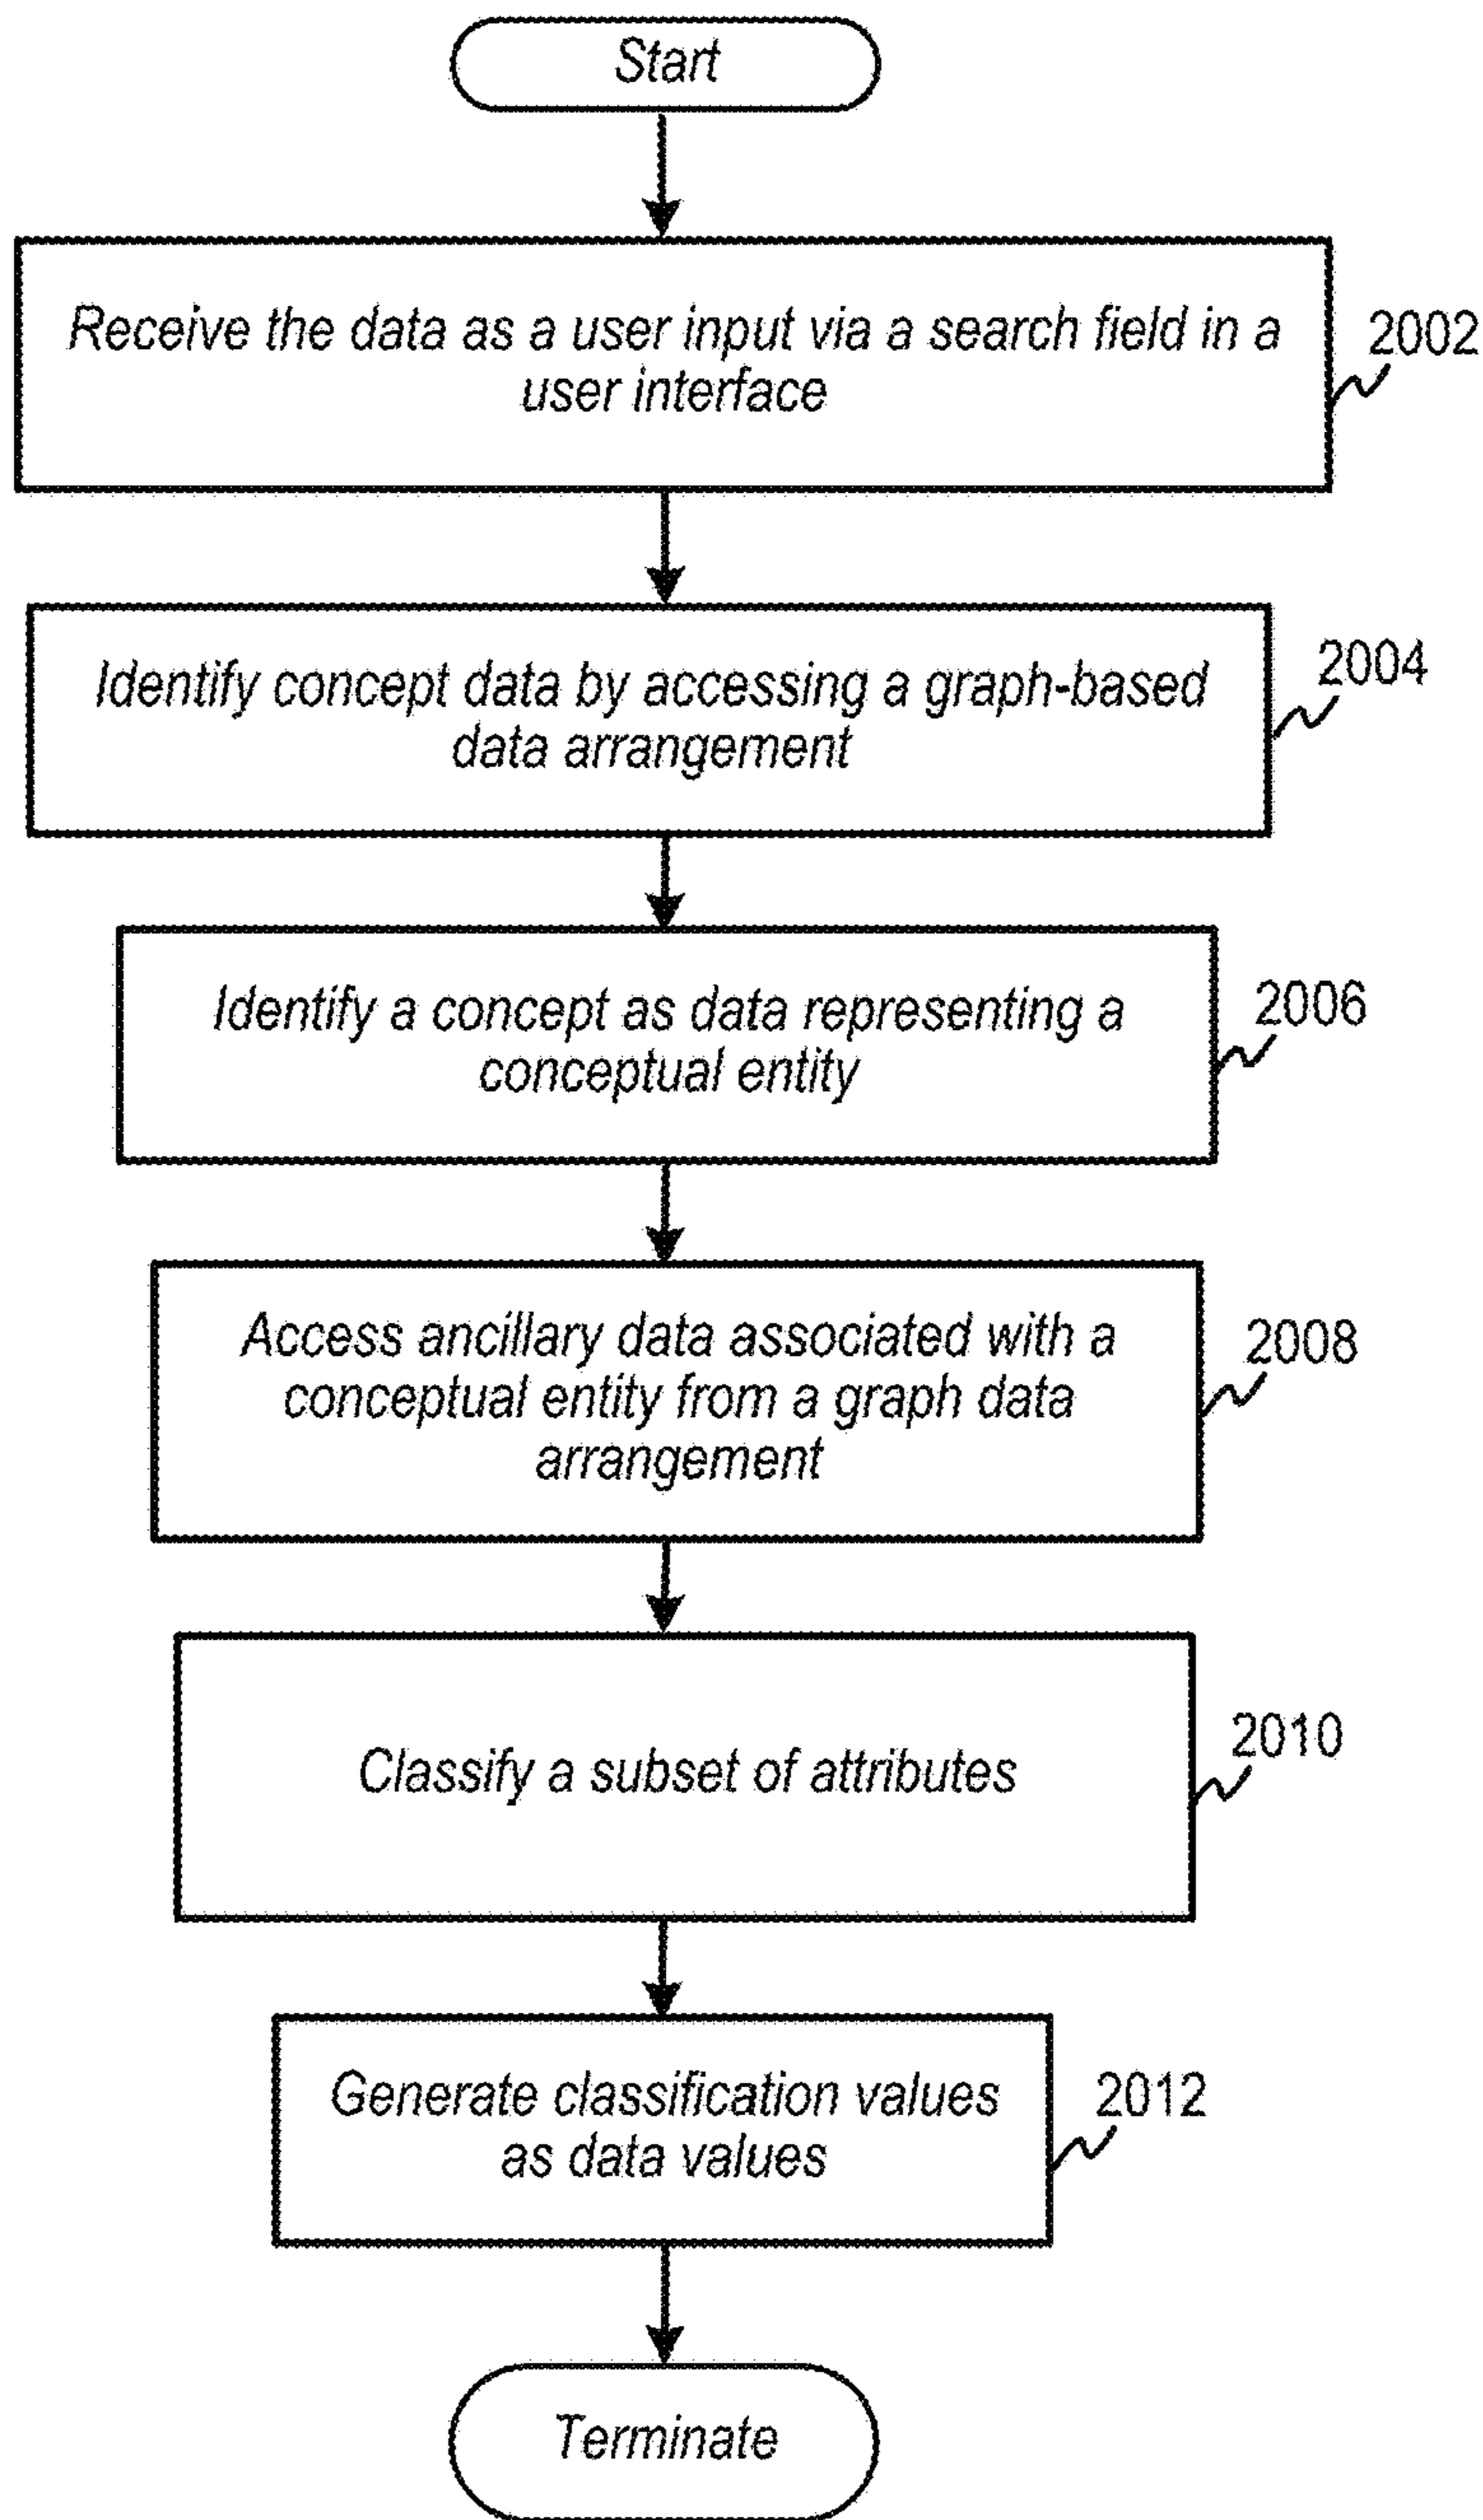 Start
Receive the data as a user input via a search field in a
user interface
2002
Identify concept data by accessing a graph-based
data arrangement
2004
Identify a concept as data representing a
conceptual entity
2006
Access ancillary data associated with a
conceptual entity from a graph data
arrangement
2008
Classify a subset of attributes
2010
Generate classification values
as data values
2012
Terminate